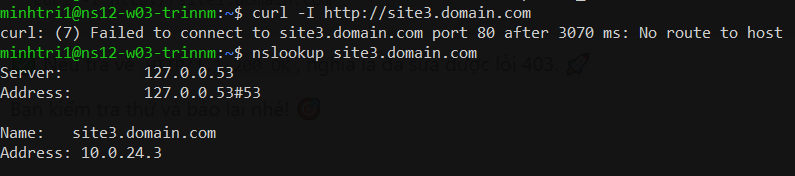 minhtri1@ns12-w03-trinnm:~$ curl -I http://site3.domain.com
curl: (7) Failed to connect to site3.domain.com port 80 after 3070 ms: No route to host
minhtri1@ns12-w03-trinnm:~$ nslookup site3.domain.com
Server:         127.0.0.53
Address:        127.0.0.53#53
Bạn kiểm tra thử và báo lại nhé!
Name:   site3.domain.com
Address: 10.0.24.3